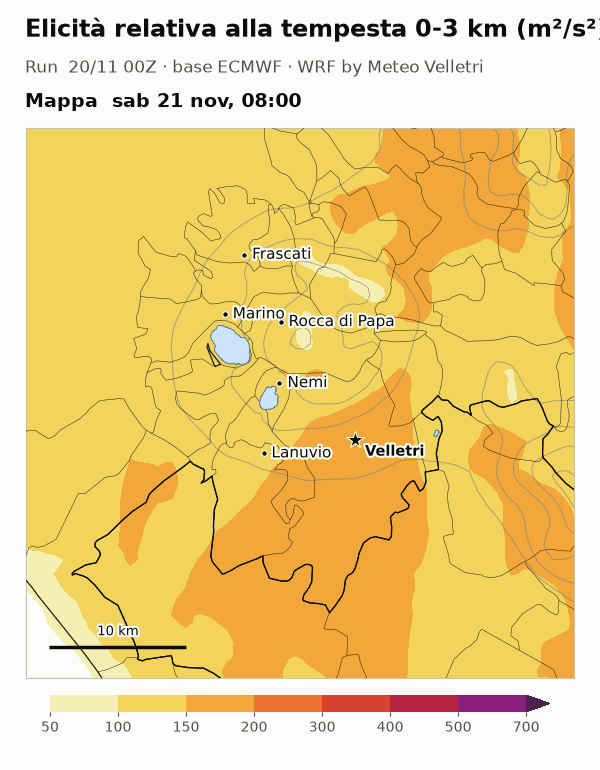 Elicità relativa alla tempesta 0-3 km (m²/s²)
Run  20/11 00Z · base ECMWF · WRF by Meteo Velletri
Mappa  sab 21 nov, 08:00
Frascati
Marino
Rocca di Papa
Nemi
Velletri
Lanuvio
10 km
50 100 150 200 300 400 500 700